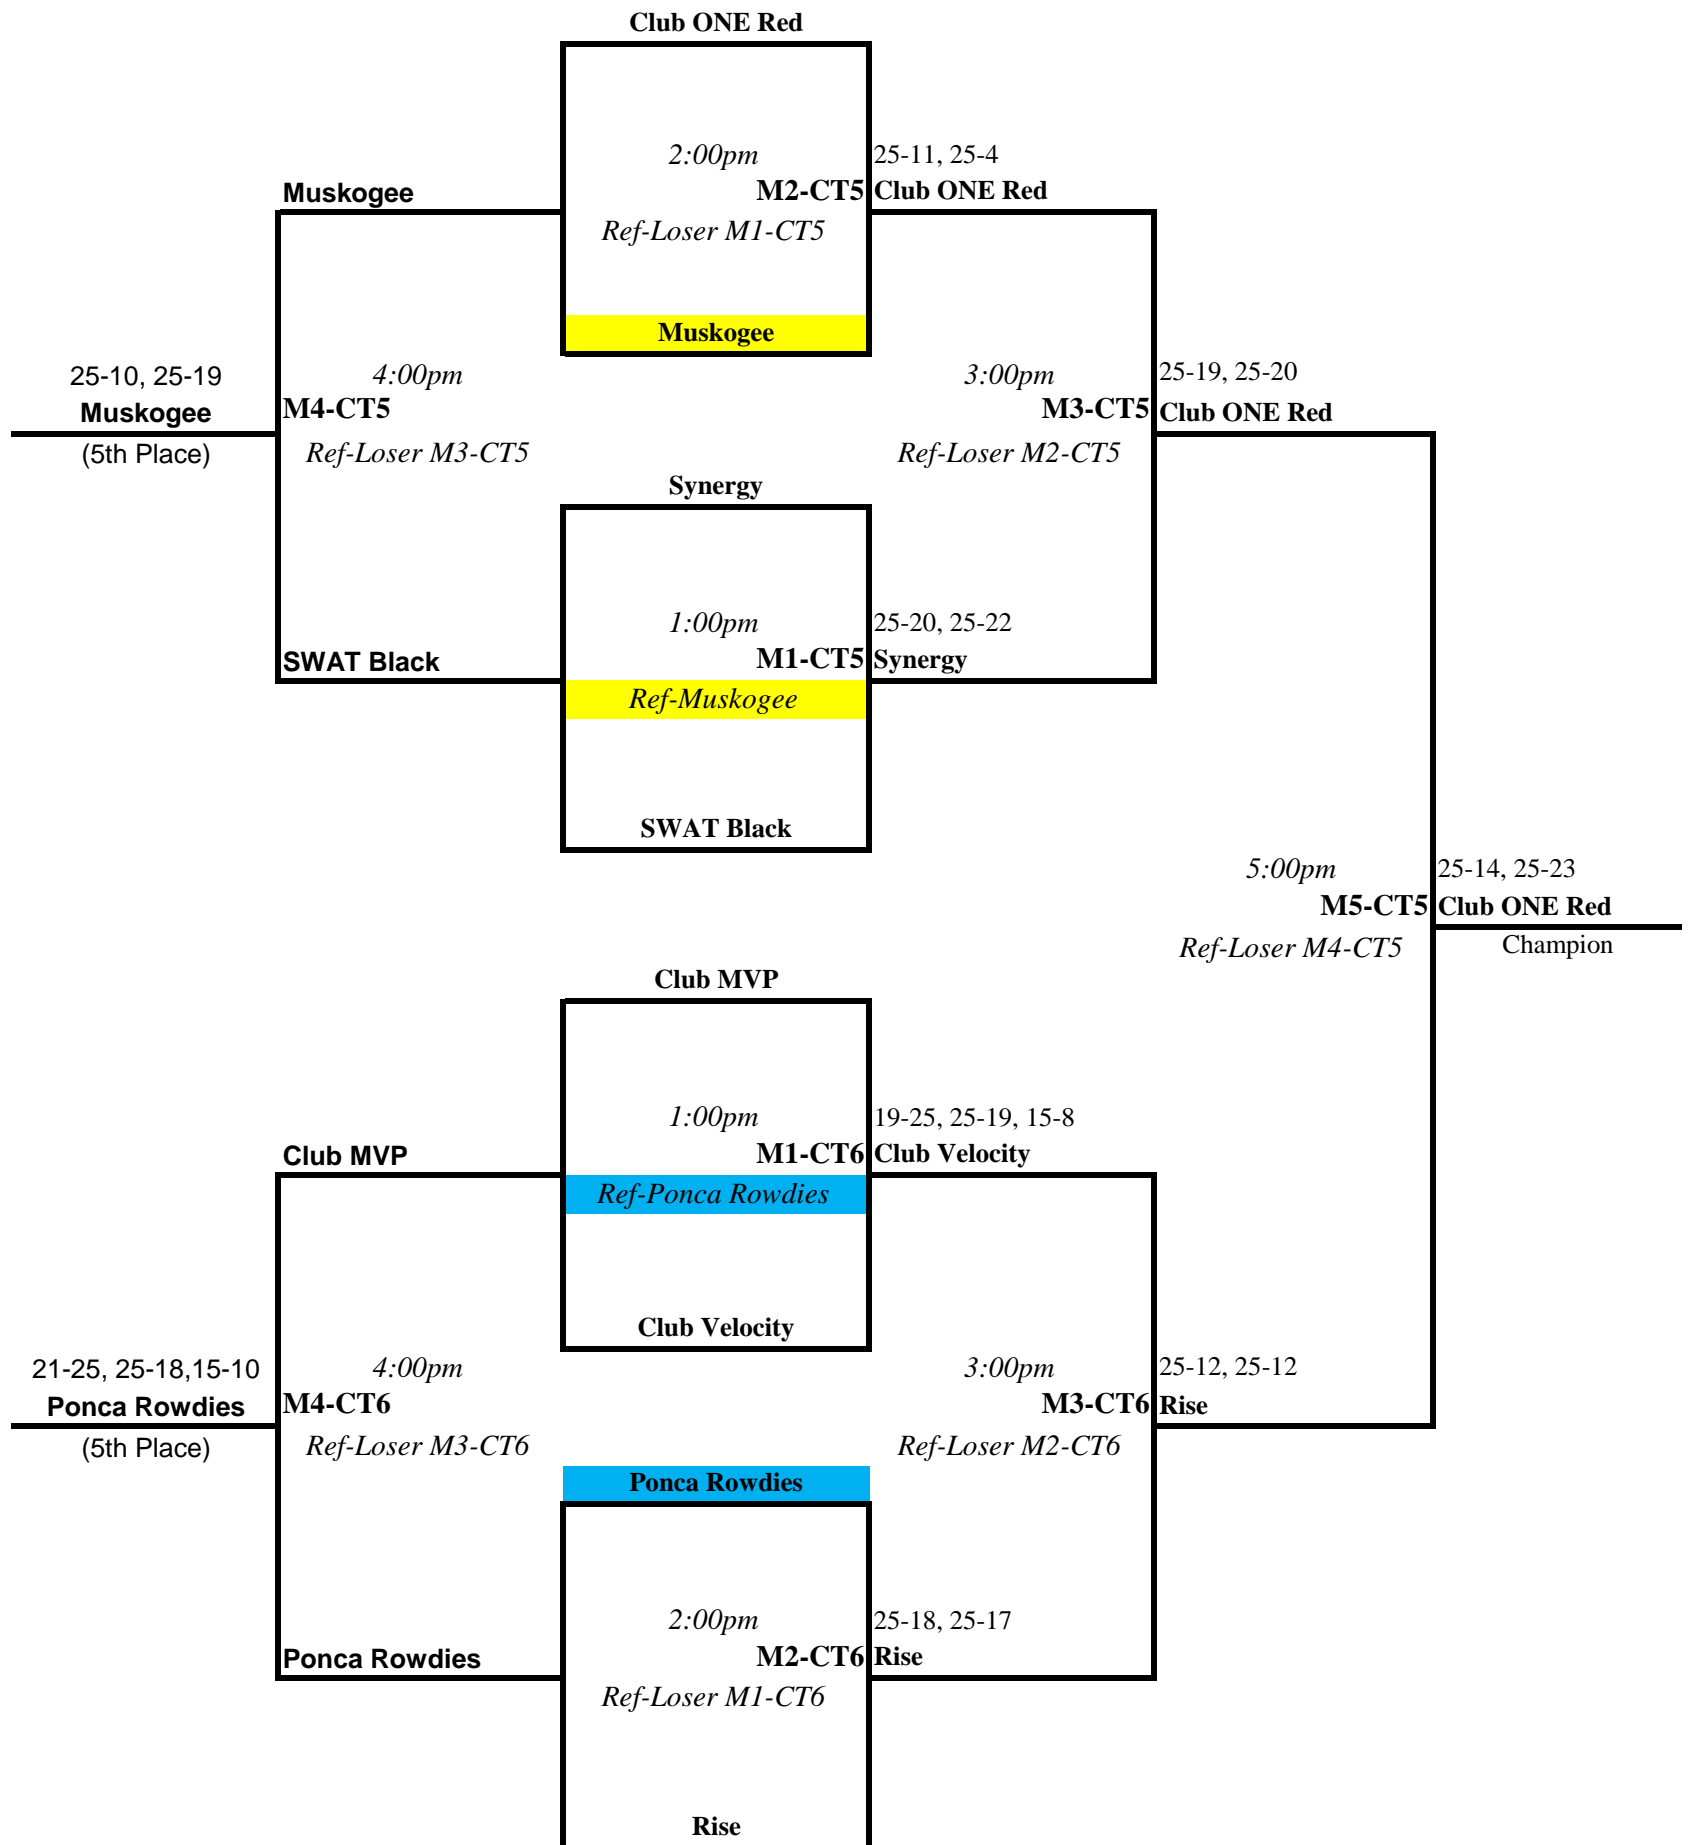 Club ONE Red
2:00pm
25-11, 25-4
Muskogee
M2-CT5
Club ONE Red
Ref-Loser M1-CT5
Muskogee
25-10, 25-19
4:00pm
3:00pm
25-19, 25-20
Muskogee
M4-CT5
M3-CT5
Club ONE Red
(5th Place)
Ref-Loser M3-CT5
Ref-Loser M2-CT5
Synergy
1:00pm
25-20, 25-22
SWAT Black
M1-CT5
Synergy
Ref-Muskogee
SWAT Black
5:00pm
25-14, 25-23
M5-CT5
Club ONE Red
Ref-Loser M4-CT5
Champion
Club MVP
1:00pm
19-25, 25-19, 15-8
Club MVP
M1-CT6
Club Velocity
Ref-Ponca Rowdies
Club Velocity
21-25, 25-18,15-10
4:00pm
3:00pm
25-12, 25-12
Ponca Rowdies
M4-CT6
M3-CT6
Rise
(5th Place)
Ref-Loser M3-CT6
Ref-Loser M2-CT6
Ponca Rowdies
2:00pm
25-18, 25-17
Ponca Rowdies
M2-CT6
Rise
Ref-Loser M1-CT6
Rise